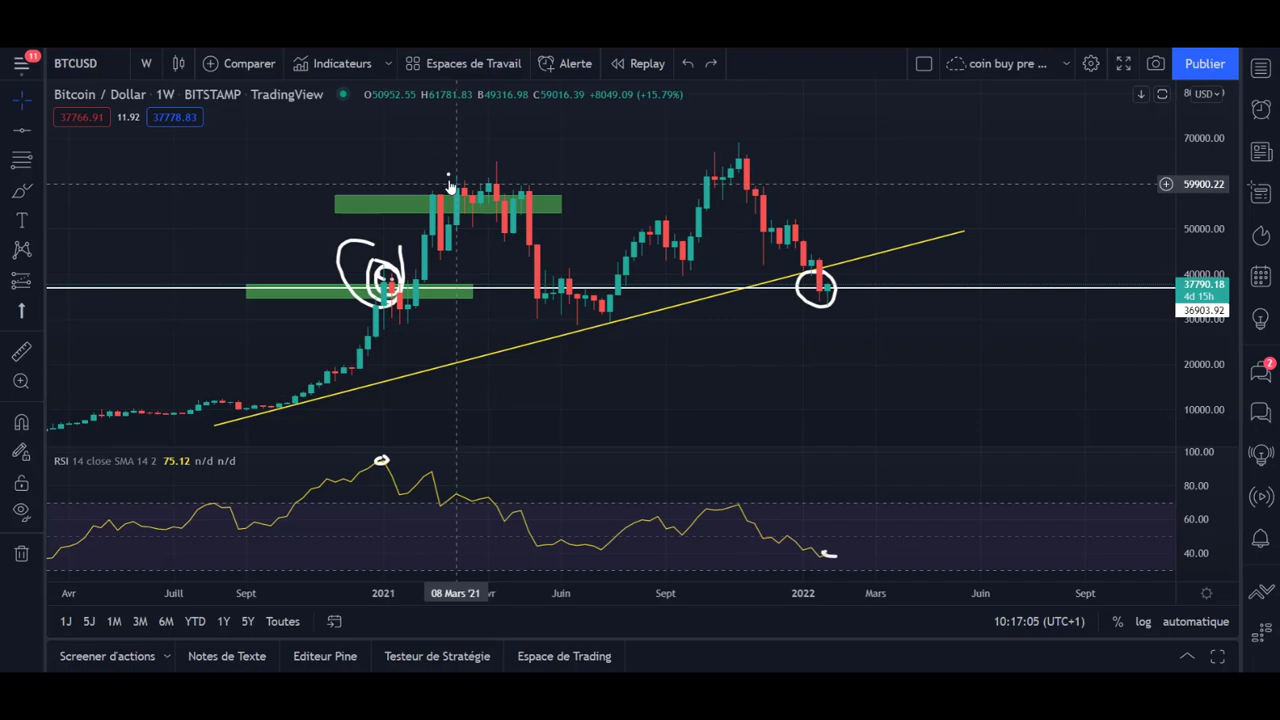 11
BTCUSD W Comparer Indicateurs Espaces de Travail Alerte Replay coin buy pre ... Publier
Bitcoin / Dollar · 1W · BITSTAMP · TradingView O50952.55 H61781.83 B49316.98 C59016.39 +8049.09 (+15.79%)
USD
37766.91 11.92 37778.83
70000.00
59900.22
50000.00
40000.00
37790.18
4d 15h
36903.92
30000.00
20000.00
10000.00
RSI 14 close SMA 14 2 75.12 n/d n/d
100.00
80.00
60.00
40.00
Avr Juill Sept 2021 08 Mars '21 Juin Sept 2022 Mars Juin Sept
1J 5J 1M 3M 6M YTD 1Y 5Y Toutes 10:17:05 (UTC+1) % log automatique
Screener d'actions Notes de Texte Editeur Pine Testeur de Stratégie Espace de Trading
2